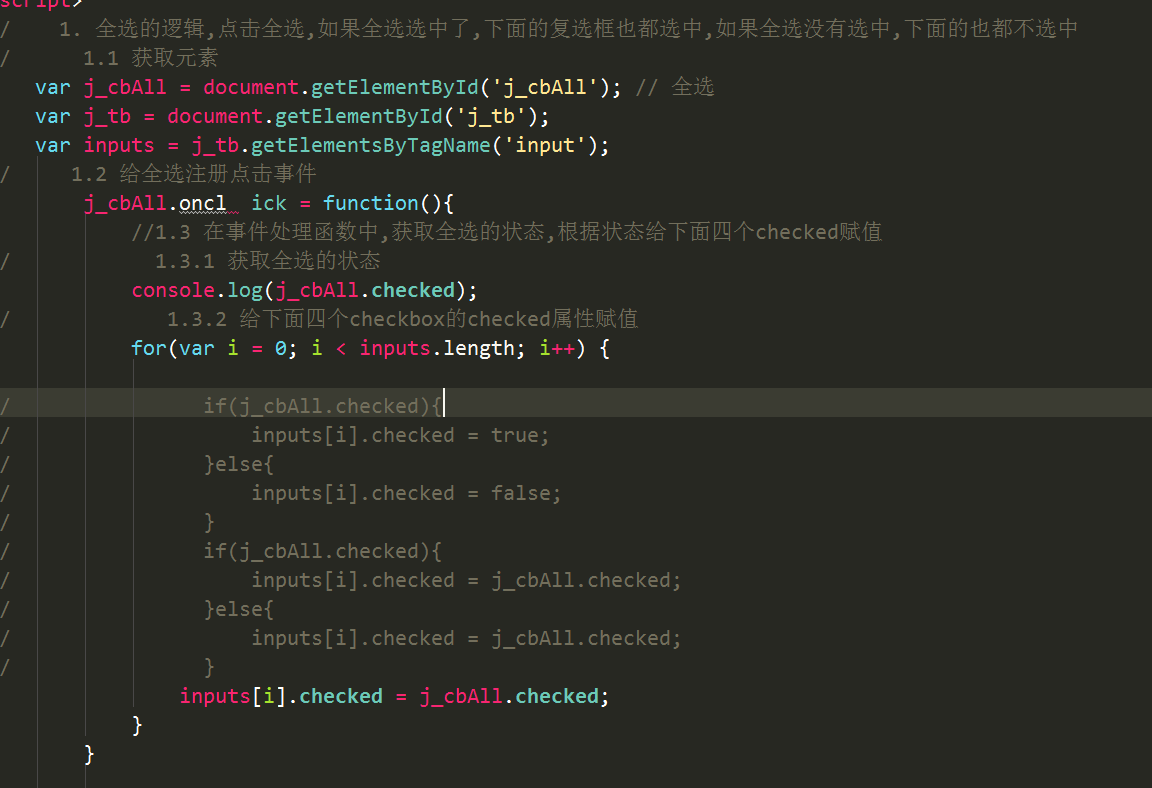 script>
/    1. 全选的逻辑,点击全选,如果全选选中了,下面的复选框也都选中,如果全选没有选中,下面的也都不选中
/      1.1 获取元素
var j_cbAll = document.getElementById('j_cbAll'); // 全选
var j_tb = document.getElementById('j_tb');
var inputs = j_tb.getElementsByTagName('input');
/     1.2 给全选注册点击事件
j_cbAll.oncl  ick = function(){
//1.3 在事件处理函数中,获取全选的状态,根据状态给下面四个checked赋值
/            1.3.1 获取全选的状态
console.log(j_cbAll.checked);
/             1.3.2 给下面四个checkbox的checked属性赋值
for(var i = 0; i < inputs.length; i++) {
/                if(j_cbAll.checked){
/                    inputs[i].checked = true;
/                }else{
/                    inputs[i].checked = false;
/                }
/                if(j_cbAll.checked){
/                    inputs[i].checked = j_cbAll.checked;
/                }else{
/                    inputs[i].checked = j_cbAll.checked;
/                }
inputs[i].checked = j_cbAll.checked;
}
}